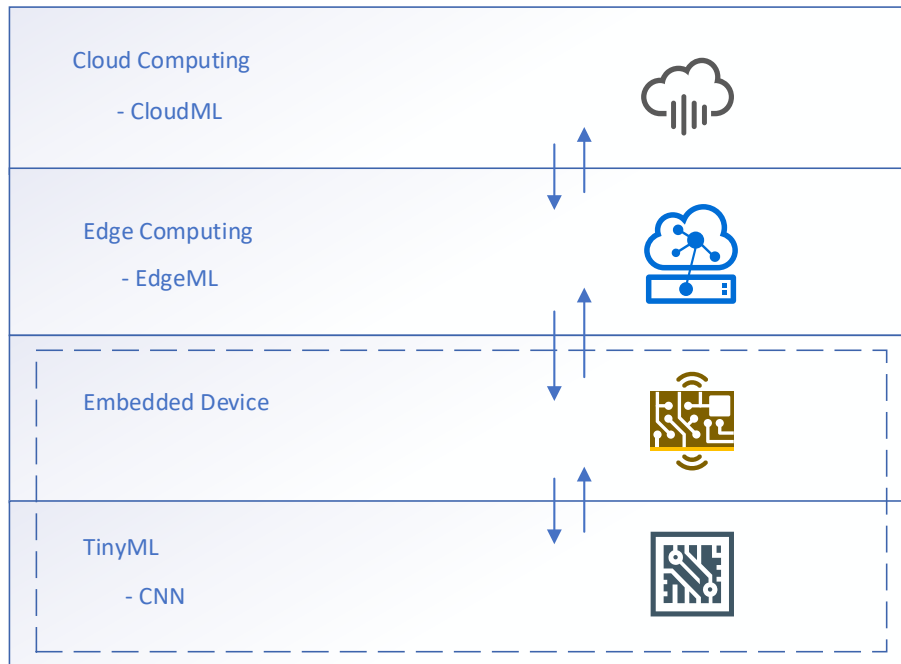 Cloud Computing
- CloudML
Edge Computing
- EdgeML
Embedded Device
TinyML
- CNN